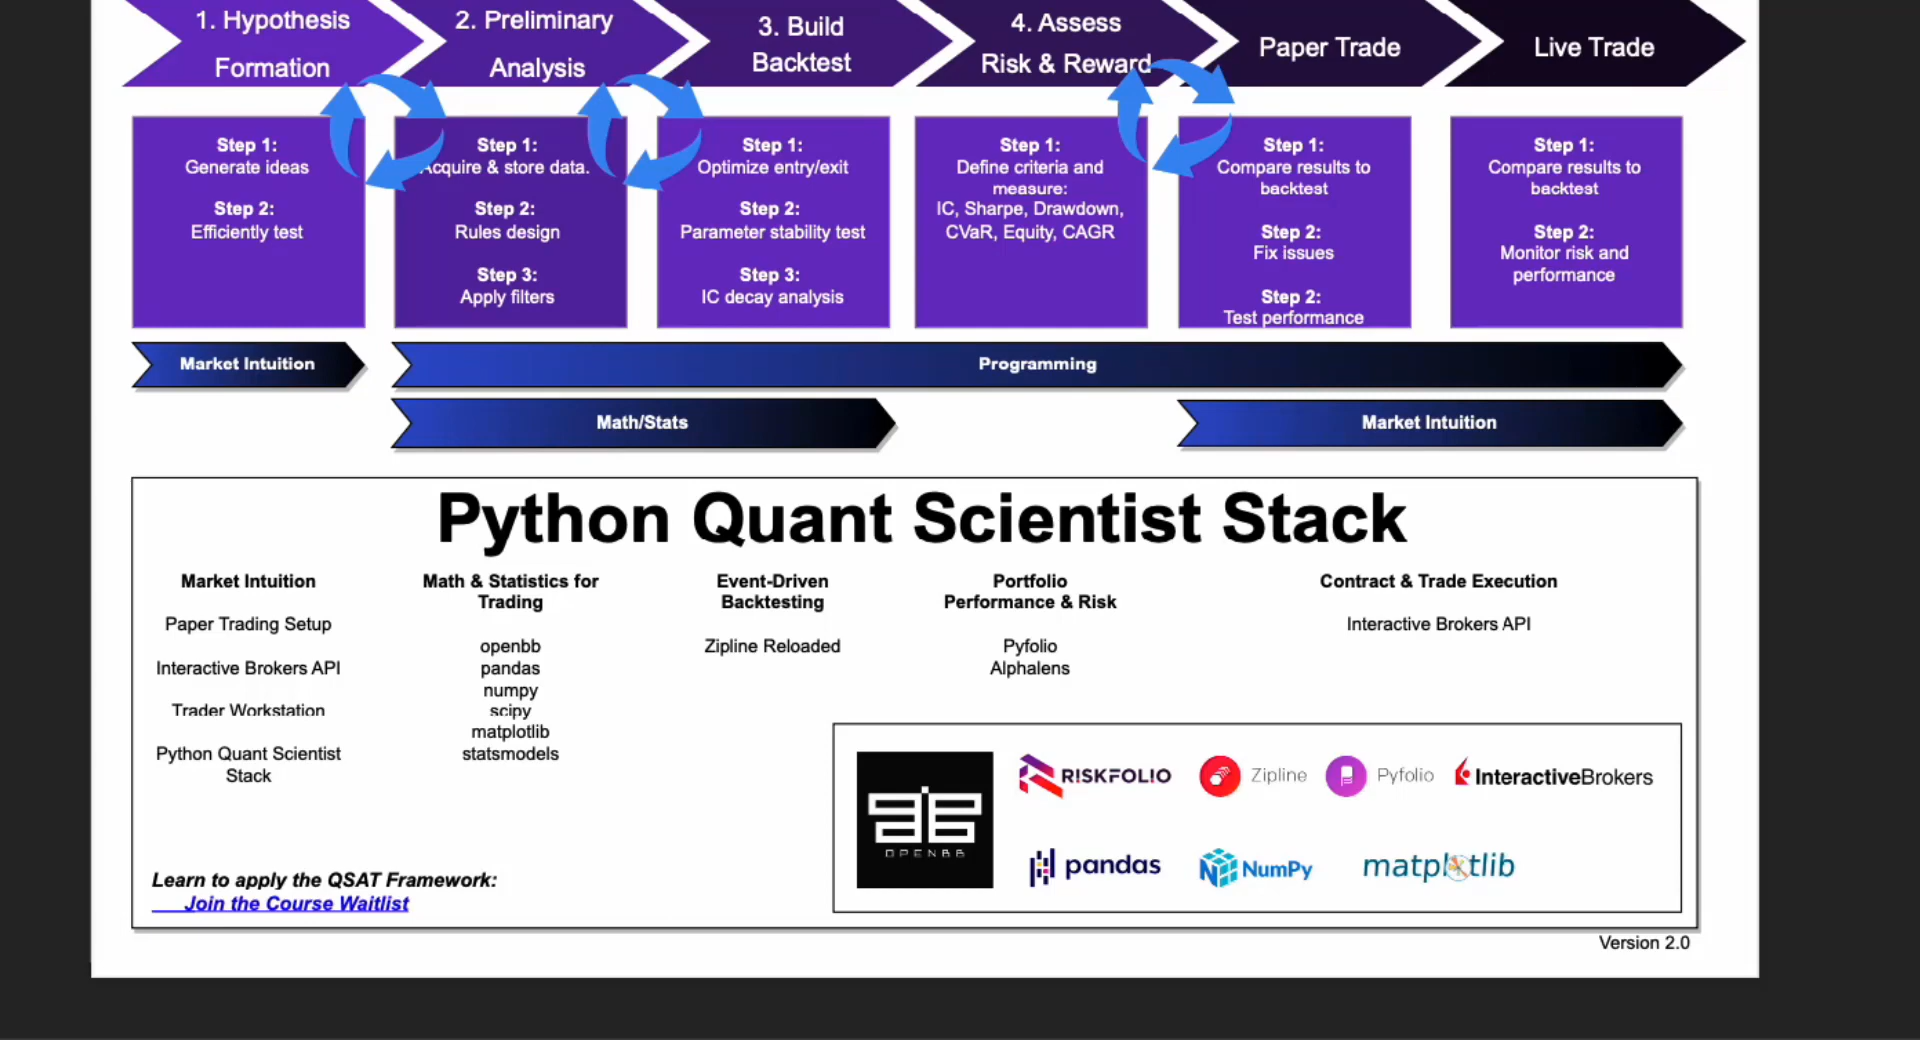 1. Hypothesis
Formation
2. Preliminary
Analysis
3. Build
Backtest
4. Assess
Risk & Reward
Paper Trade
Live Trade
Step 1:
Generate ideas
Step 2:
Efficiently test
Step 1:
Acquire & store data.
Step 2:
Rules design
Step 3:
Apply filters
Step 1:
Optimize entry/exit
Step 2:
Parameter stability test
Step 3:
IC decay analysis
Step 1:
Define criteria and
measure:
IC, Sharpe, Drawdown,
CVaR, Equity, CAGR
Step 1:
Compare results to
backtest
Step 2:
Fix issues
Step 2:
Test performance
Step 1:
Compare results to
backtest
Step 2:
Monitor risk and
performance
Market Intuition
Programming
Math/Stats
Market Intuition
Python Quant Scientist Stack
Market Intuition
Paper Trading Setup
Interactive Brokers API
Trader Workstation
Python Quant Scientist
Stack
Math & Statistics for
Trading
openbb
pandas
numpy
scipy
matplotlib
statsmodels
Event-Driven
Backtesting
Zipline Reloaded
Portfolio
Performance & Risk
Pyfolio
Alphalens
Contract & Trade Execution
Interactive Brokers API
OPENBB
RISKFOLIO
Zipline
Pyfolio
InteractiveBrokers
pandas
NumPy
matplotlib
Learn to apply the QSAT Framework:
Join the Course Waitlist
Version 2.0